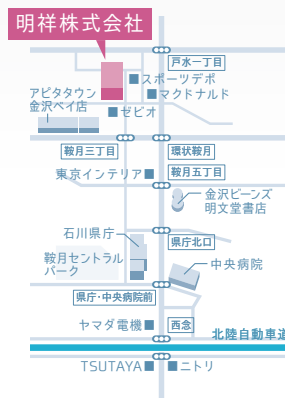 明祥株式会社
戸水一丁目
スポーツデポ
アピタタウン
金沢ベイ店
マクドナルド
ゼビオ
鞍月三丁目
環状鞍月
東京インテリア
鞍月五丁目
金沢ビーンズ
明文堂書店
石川県庁
県庁北口
鞍月セントラル
パーク
中央病院
県庁・中央病院前
ヤマダ電機
西念
北陸自動車道
TSUTAYA
ニトリ